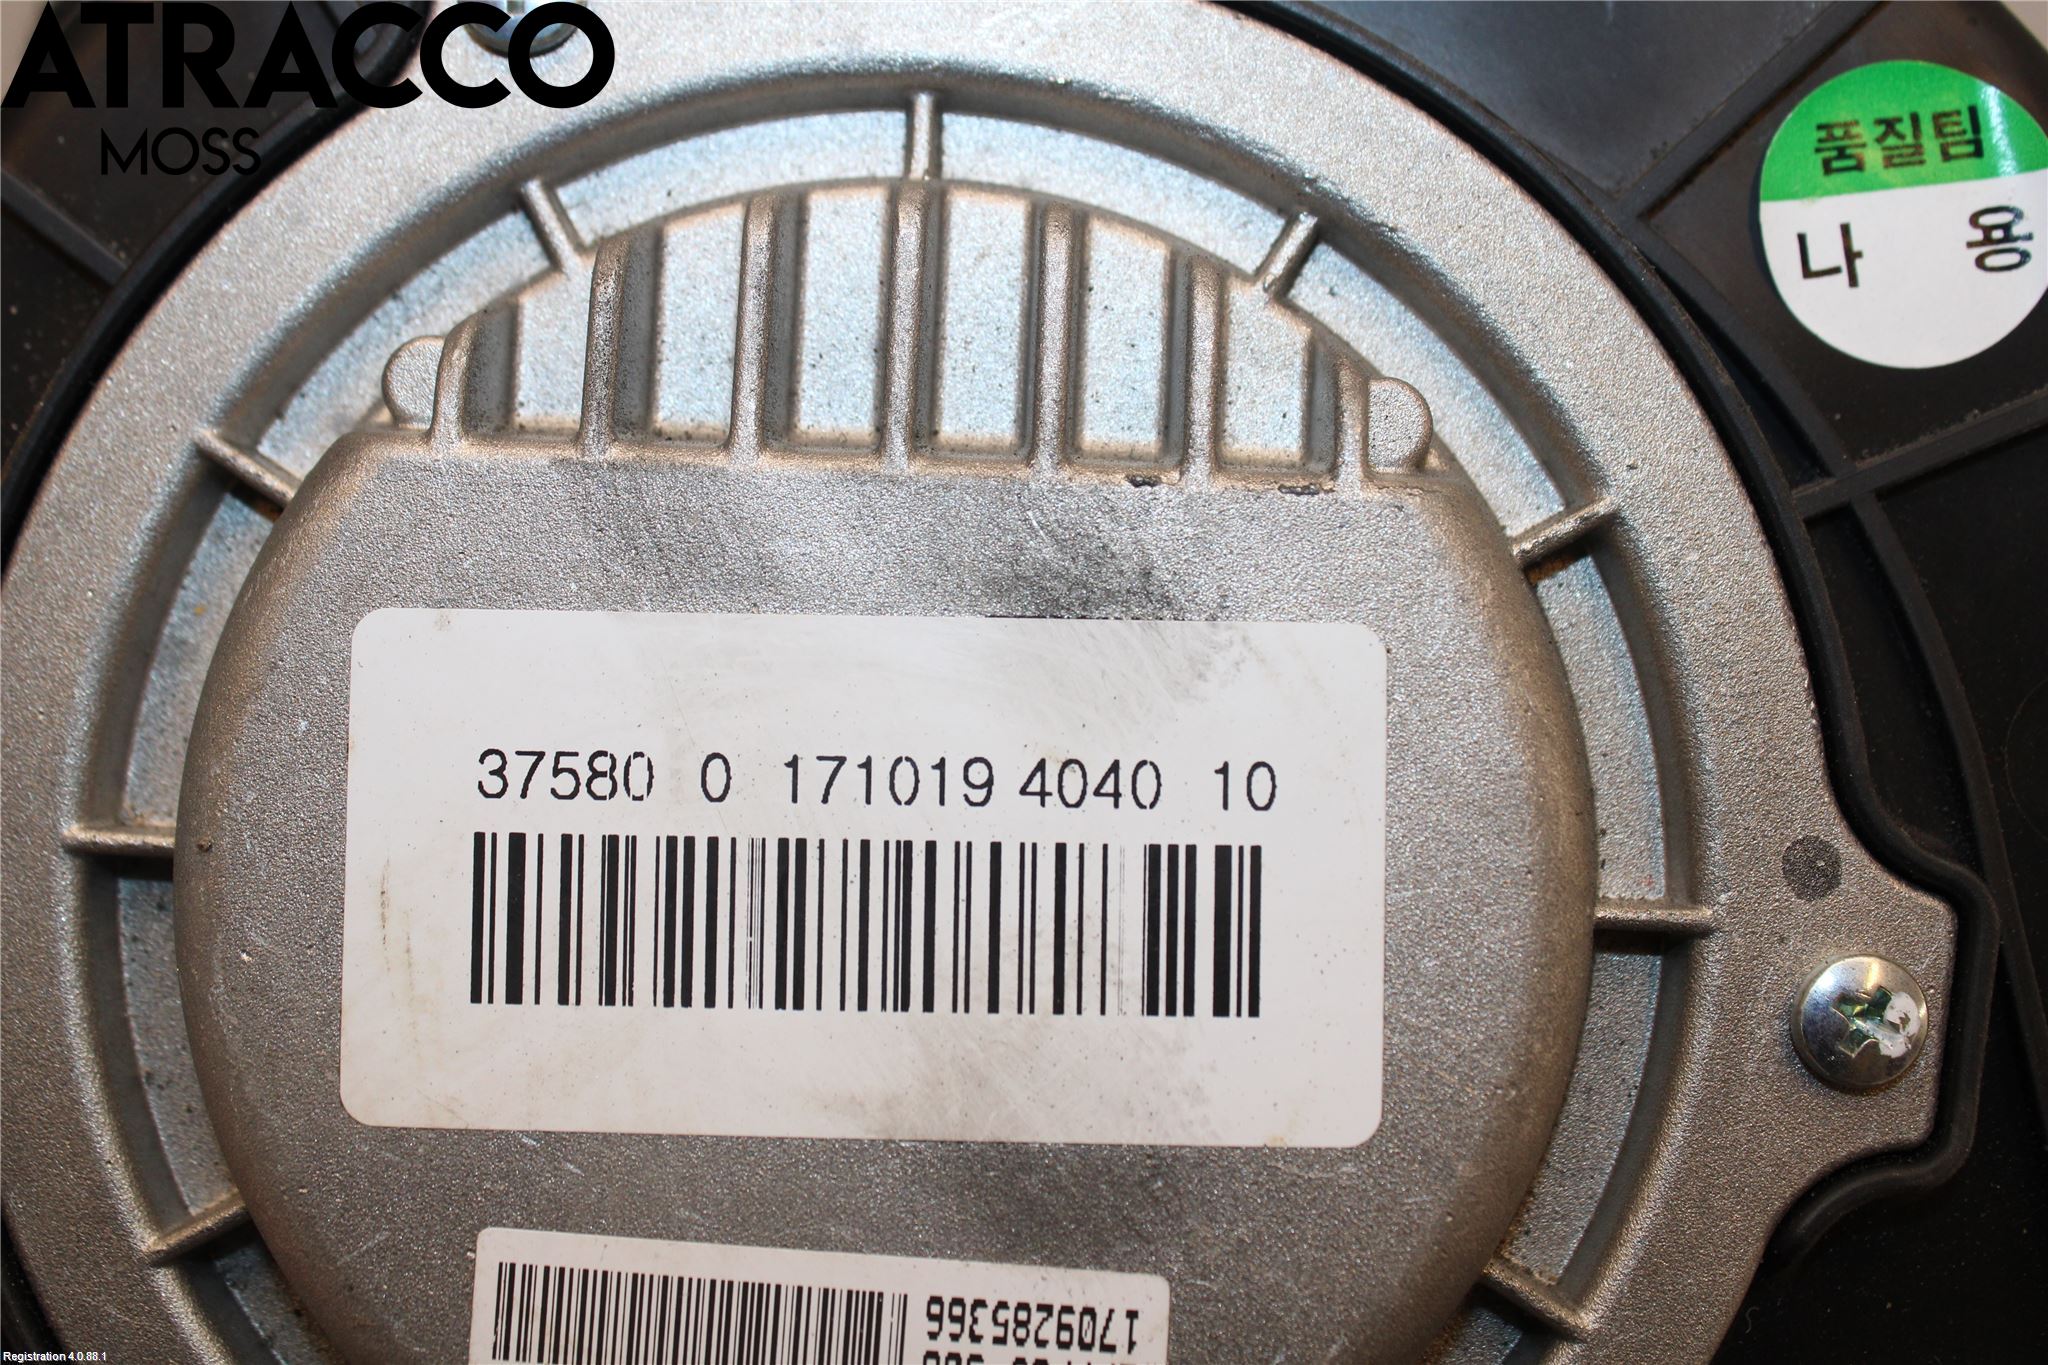 ATRACCO
MOSS
품질팀
나 용
37580 0 171019 4040 10
1709285366
Registration 4.0.88.1